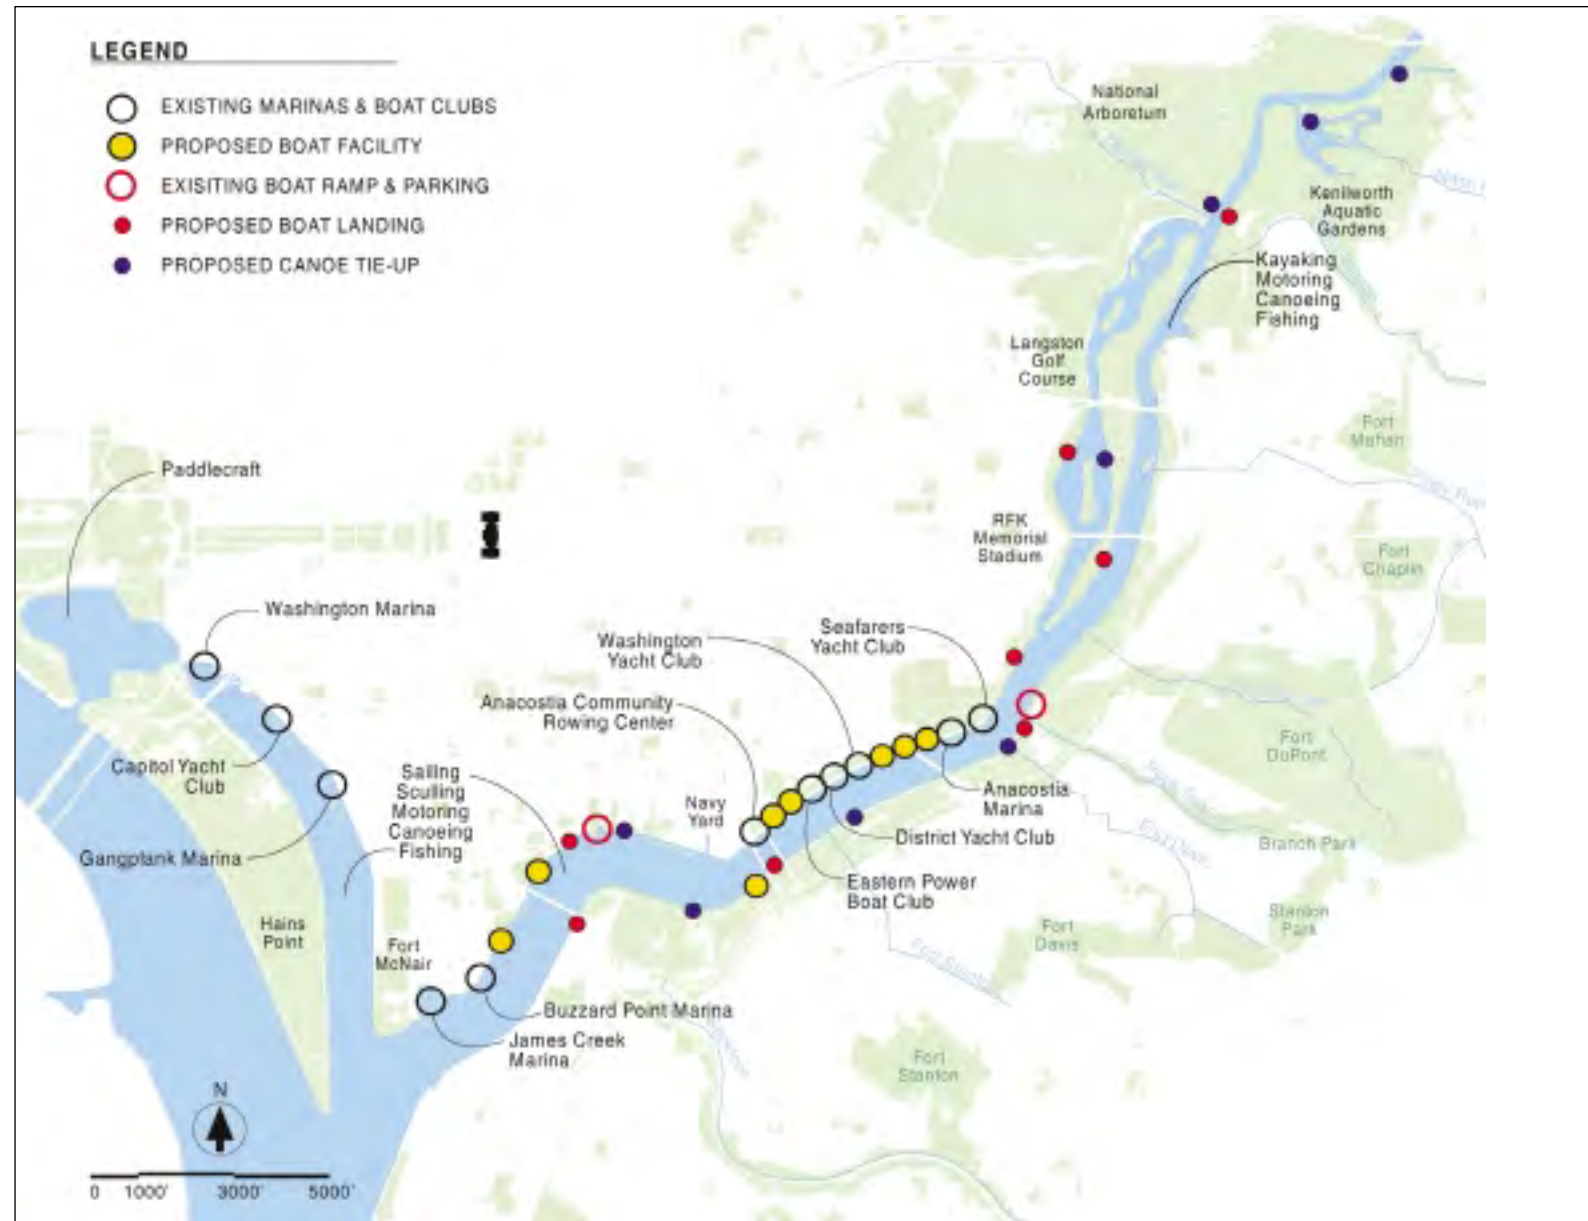 LEGEND
EXISTING MARINAS & BOAT CLUBS
PROPOSED BOAT FACILITY
EXISITING BOAT RAMP & PARKING
PROPOSED BOAT LANDING
PROPOSED CANOE TIE-UP
National
Arboretum
Kenilworth
Aquatic
Gardens
Kayaking
Motoring
Canoeing
Fishing
Langston
Golf
Course
Fort
Mahan
Paddlecraft
RFK
Memorial
Stadium
Fort
Chaplin
Washington Marina
Washington
Yacht Club
Seafarers
Yacht Club
Anacostia Community
Rowing Center
Fort
DuPont
Capitol Yacht
Club
Sailing
Sculling
Motoring
Canoeing
Fishing
Navy
Yard
Anacostia
Marina
District Yacht Club
Branch Park
Gangplank Marina
Eastern Power
Boat Club
Hains
Point
Fort
McNair
Fort
Davis
Stanton
Park
Buzzard Point Marina
James Creek
Marina
Fort
Stanton
N
0 1000' 3000' 5000'